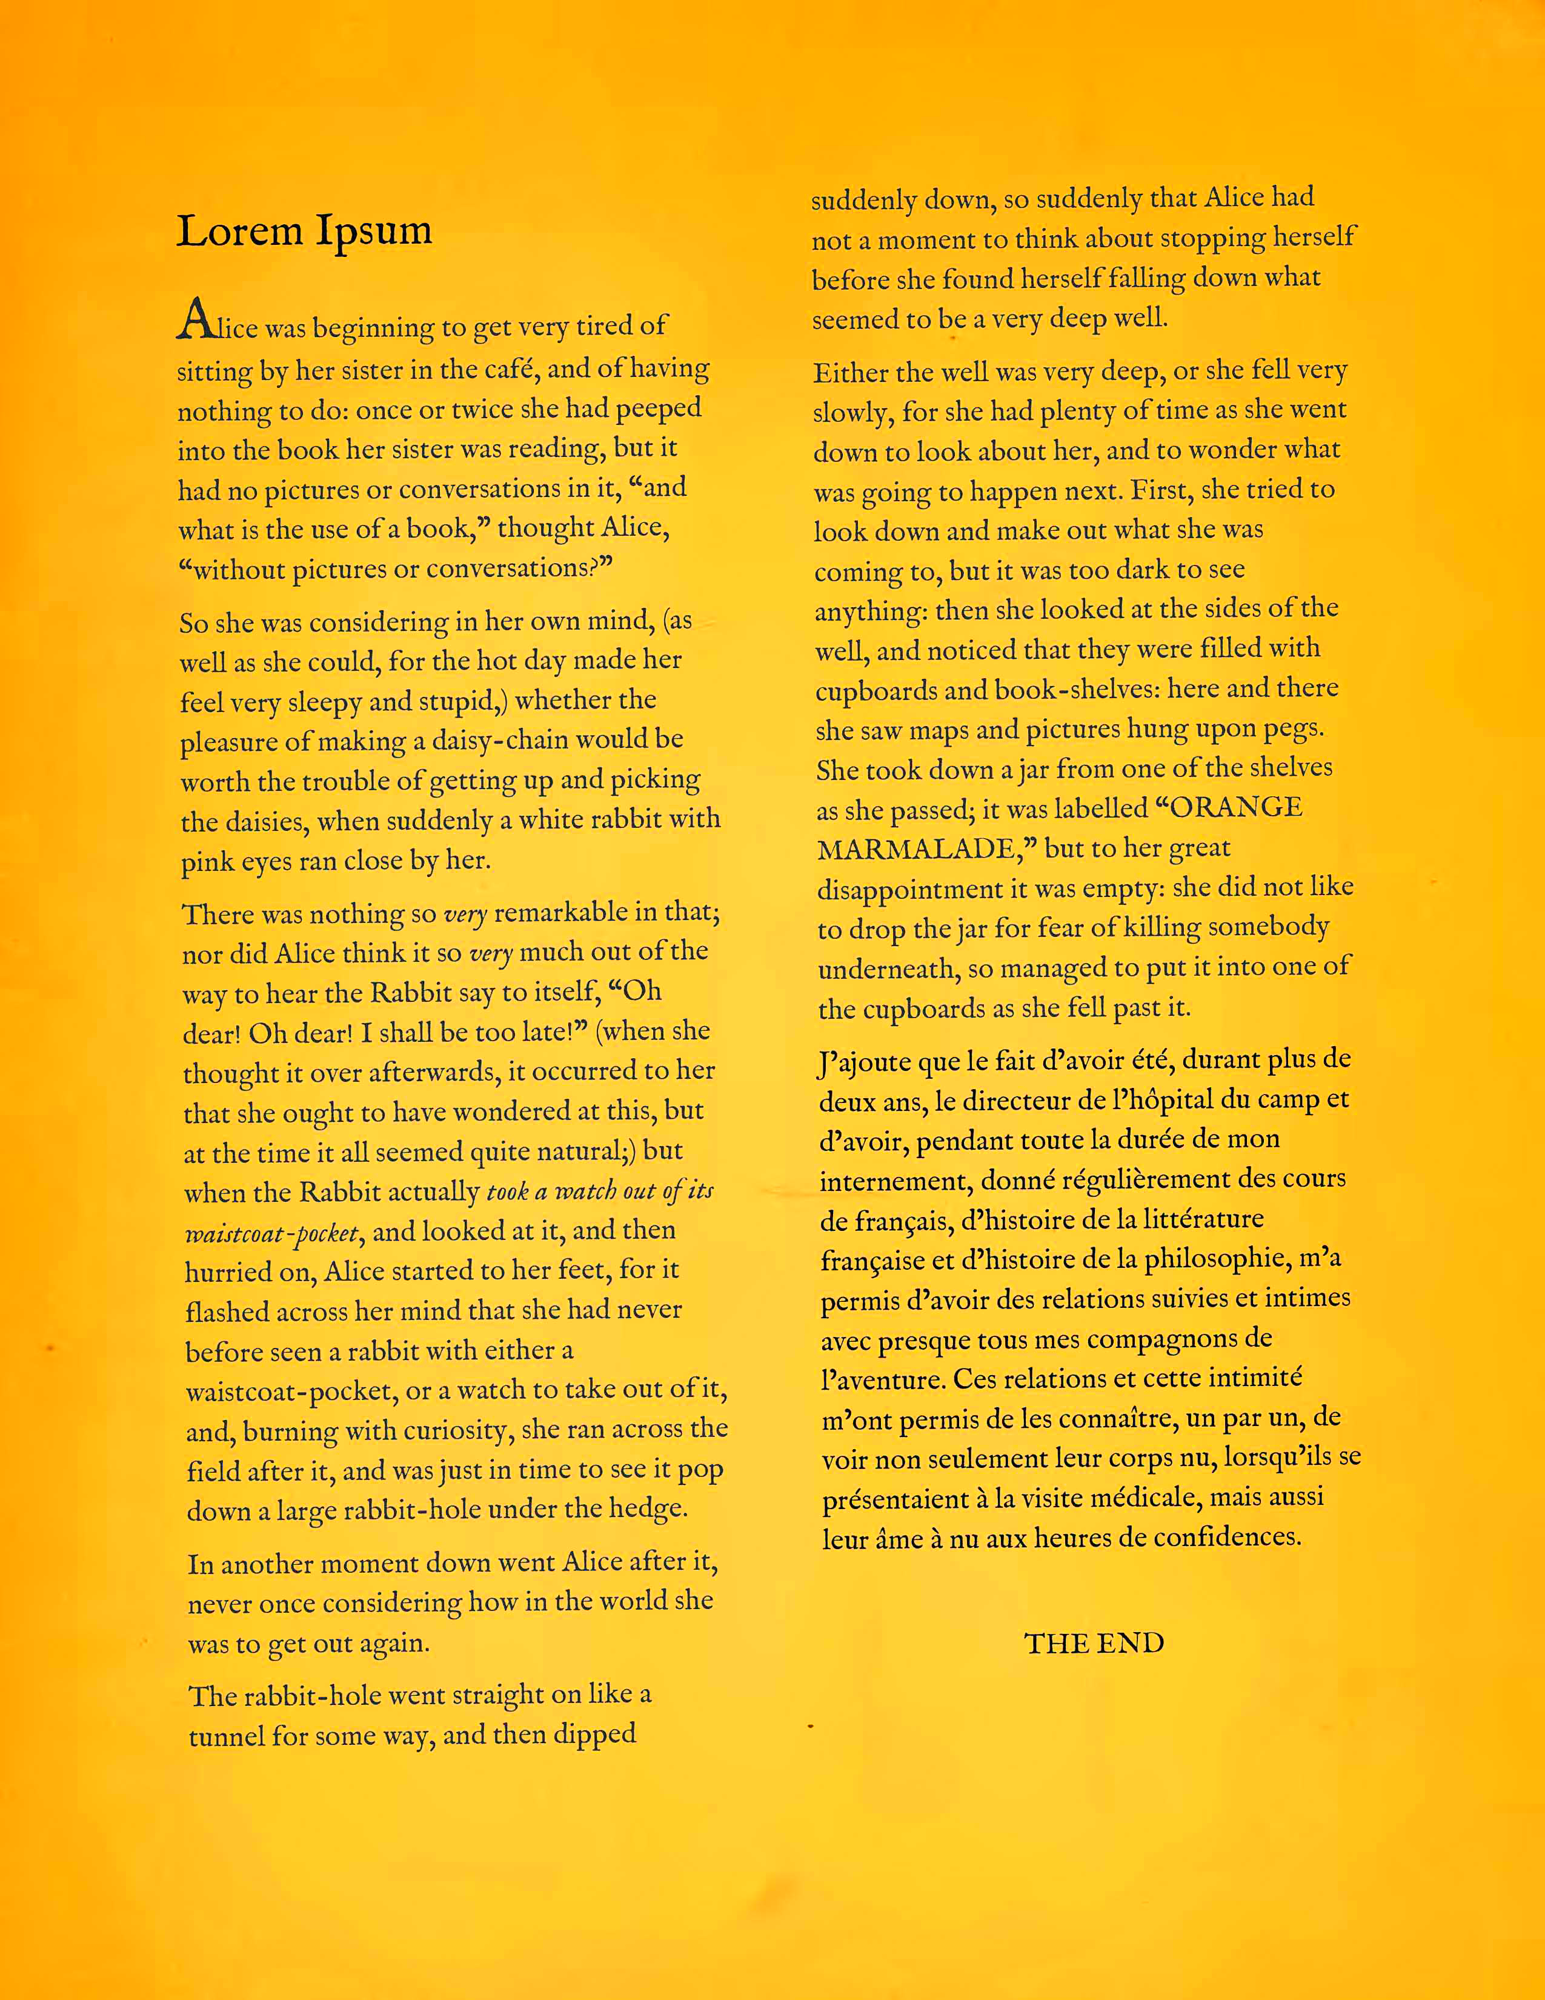 Lorem Ipsum
Alice was beginning to get very tired of
sitting by her sister in the café, and of having
nothing to do: once or twice she had peeped
into the book her sister was reading, but it
had no pictures or conversations in it, “and
what is the use of a book,” thought Alice,
“without pictures or conversations?”
So she was considering in her own mind, (as
well as she could, for the hot day made her
feel very sleepy and stupid,) whether the
pleasure of making a daisy-chain would be
worth the trouble of getting up and picking
the daisies, when suddenly a white rabbit with
pink eyes ran close by her.
There was nothing so very remarkable in that;
nor did Alice think it so very much out of the
way to hear the Rabbit say to itself, “Oh
dear! Oh dear! I shall be too late!” (when she
thought it over afterwards, it occurred to her
that she ought to have wondered at this, but
at the time it all seemed quite natural;) but
when the Rabbit actually took a watch out of its
waistcoat-pocket, and looked at it, and then
hurried on, Alice started to her feet, for it
flashed across her mind that she had never
before seen a rabbit with either a
waistcoat-pocket, or a watch to take out of it,
and, burning with curiosity, she ran across the
field after it, and was just in time to see it pop
down a large rabbit-hole under the hedge.
In another moment down went Alice after it,
never once considering how in the world she
was to get out again.
The rabbit-hole went straight on like a
tunnel for some way, and then dipped
suddenly down, so suddenly that Alice had
not a moment to think about stopping herself
before she found herself falling down what
seemed to be a very deep well.
Either the well was very deep, or she fell very
slowly, for she had plenty of time as she went
down to look about her, and to wonder what
was going to happen next. First, she tried to
look down and make out what she was
coming to, but it was too dark to see
anything: then she looked at the sides of the
well, and noticed that they were filled with
cupboards and book-shelves: here and there
she saw maps and pictures hung upon pegs.
She took down a jar from one of the shelves
as she passed; it was labelled “ORANGE
MARMALADE,” but to her great
disappointment it was empty: she did not like
to drop the jar for fear of killing somebody
underneath, so managed to put it into one of
the cupboards as she fell past it.
J’ajoute que le fait d’avoir été, durant plus de
deux ans, le directeur de l’hôpital du camp et
d’avoir, pendant toute la durée de mon
internement, donné régulièrement des cours
de français, d’histoire de la littérature
française et d’histoire de la philosophie, m’a
permis d’avoir des relations suivies et intimes
avec presque tous mes compagnons de
l’aventure. Ces relations et cette intimité
m’ont permis de les connaître, un par un, de
voir non seulement leur corps nu, lorsqu’ils se
présentaient à la visite médicale, mais aussi
leur âme à nu aux heures de confidences.
THE END